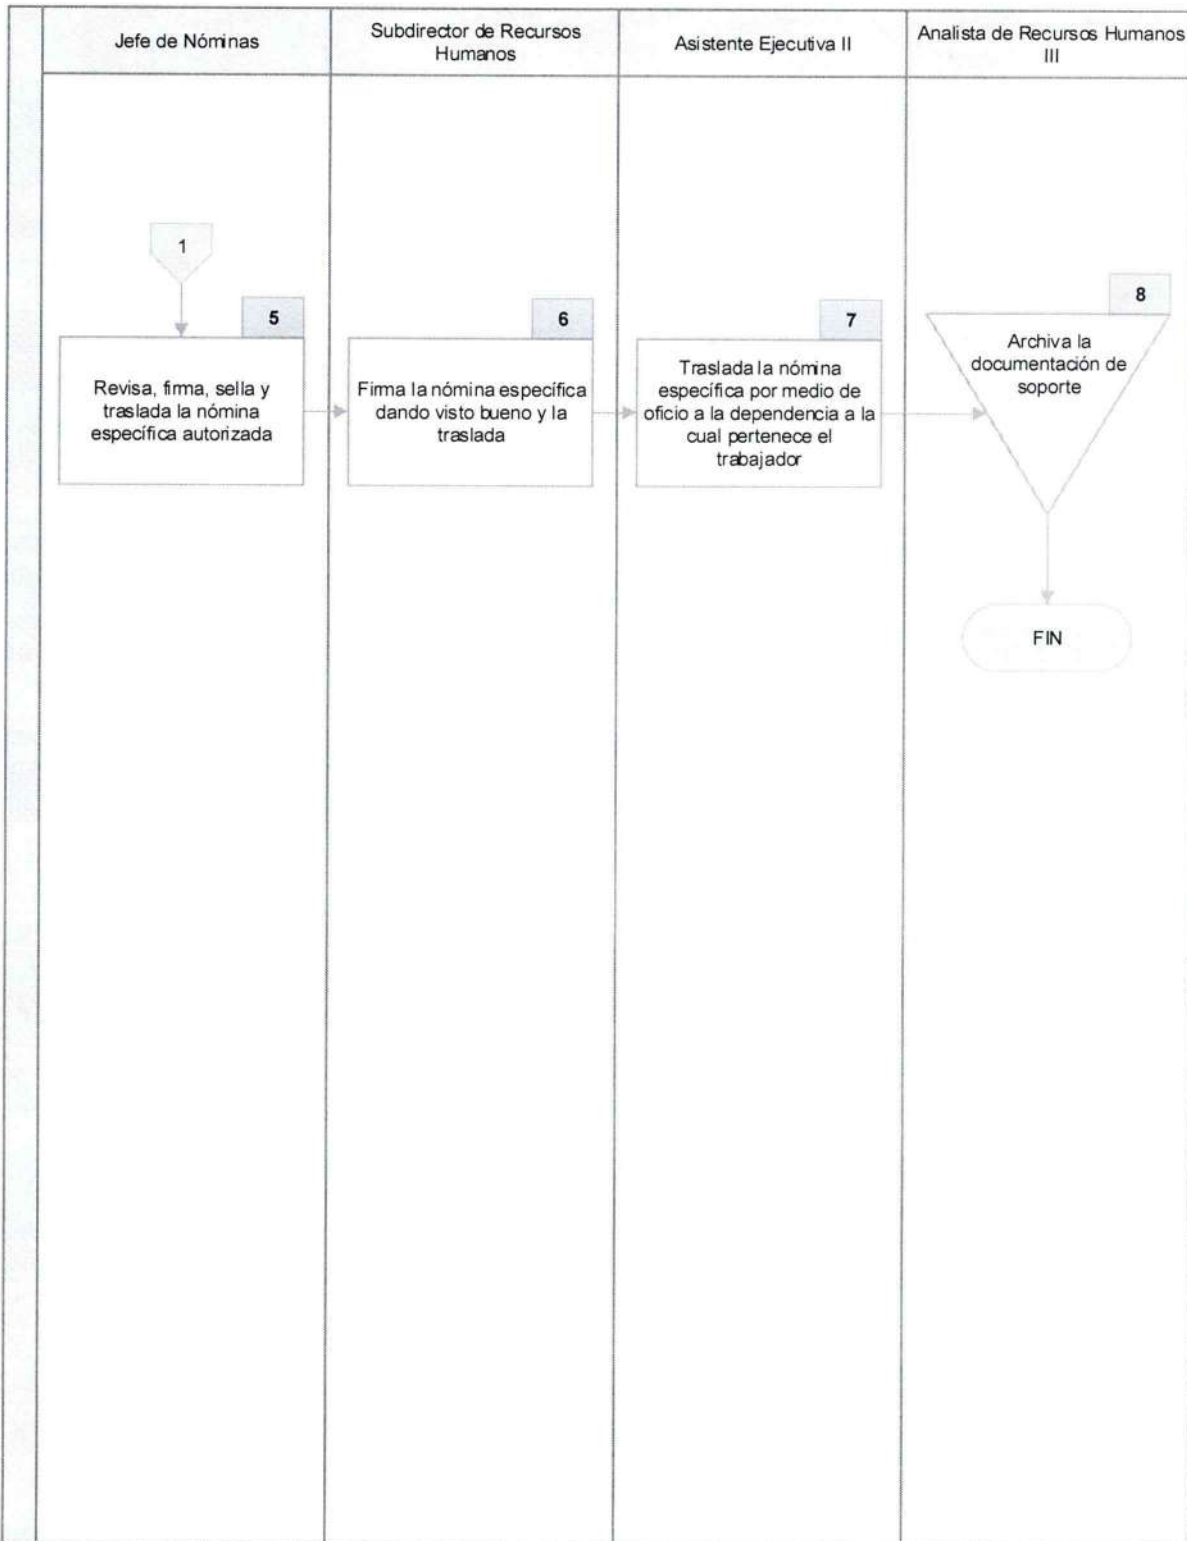 Jefe de Nóminas
Subdirector de Recursos
Humanos
Asistente Ejecutiva II
Analista de Recursos Humanos
III
1
5
Revisa, firma, sella y
traslada la nómina
específica autorizada
6
Firma la nómina específica
dando visto bueno y la
traslada
7
Traslada la nómina
específica por medio de
oficio a la dependencia a la
cual pertenece el
trabajador
8
Archiva la
documentación de
soporte
FIN